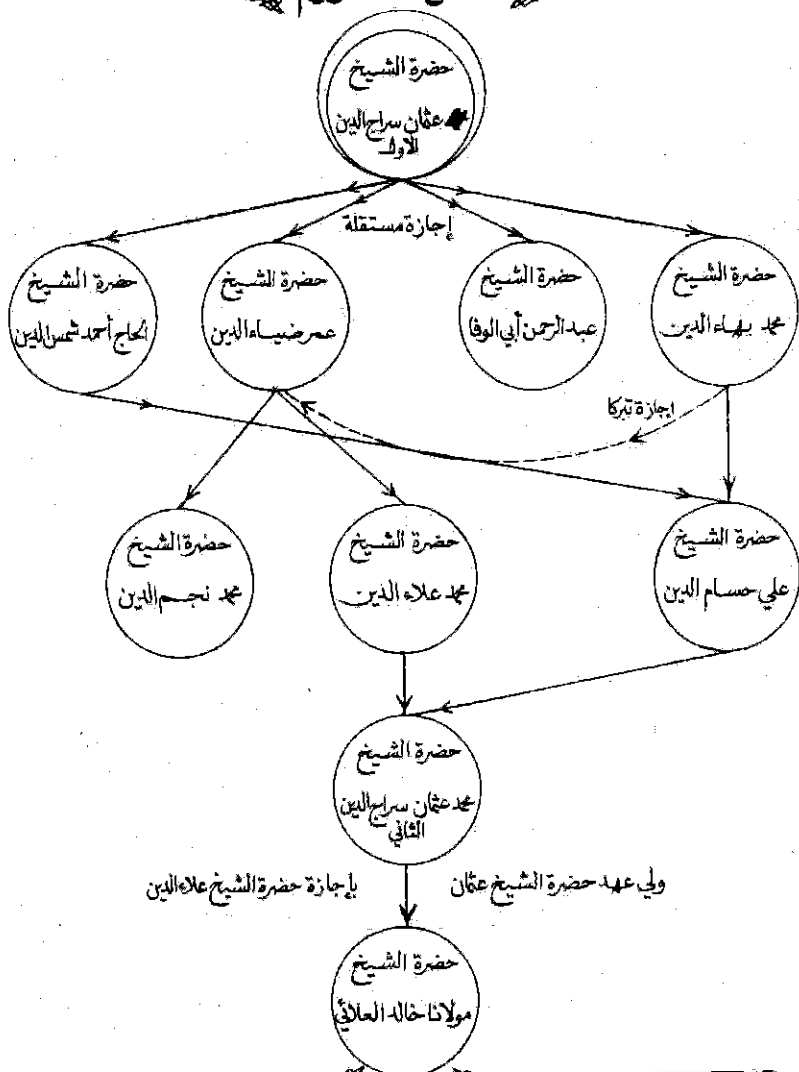 حضرة الشيخ
عثمان سراج الدين
الأول
إجازة مستقلة
حضرة الشيخ
محمد بهاء الدين
حضرة الشيخ
عبد الرحمن أبي الوفا
حضرة الشيخ
عمر ضياء الدين
حضرة الشيخ
الحاج أحمد شمس الدين
إجازة تبركا
حضرة الشيخ
علي حسام الدين
حضرة الشيخ
محمد علاء الدين
حضرة الشيخ
محمد نجم الدين
حضرة الشيخ
محمد عثمان سراج الدين
الثاني
ولي عهد حضرة الشيخ عثمان
بإجازة حضرة الشيخ علاء الدين
حضرة الشيخ
مولانا خالد العلائي